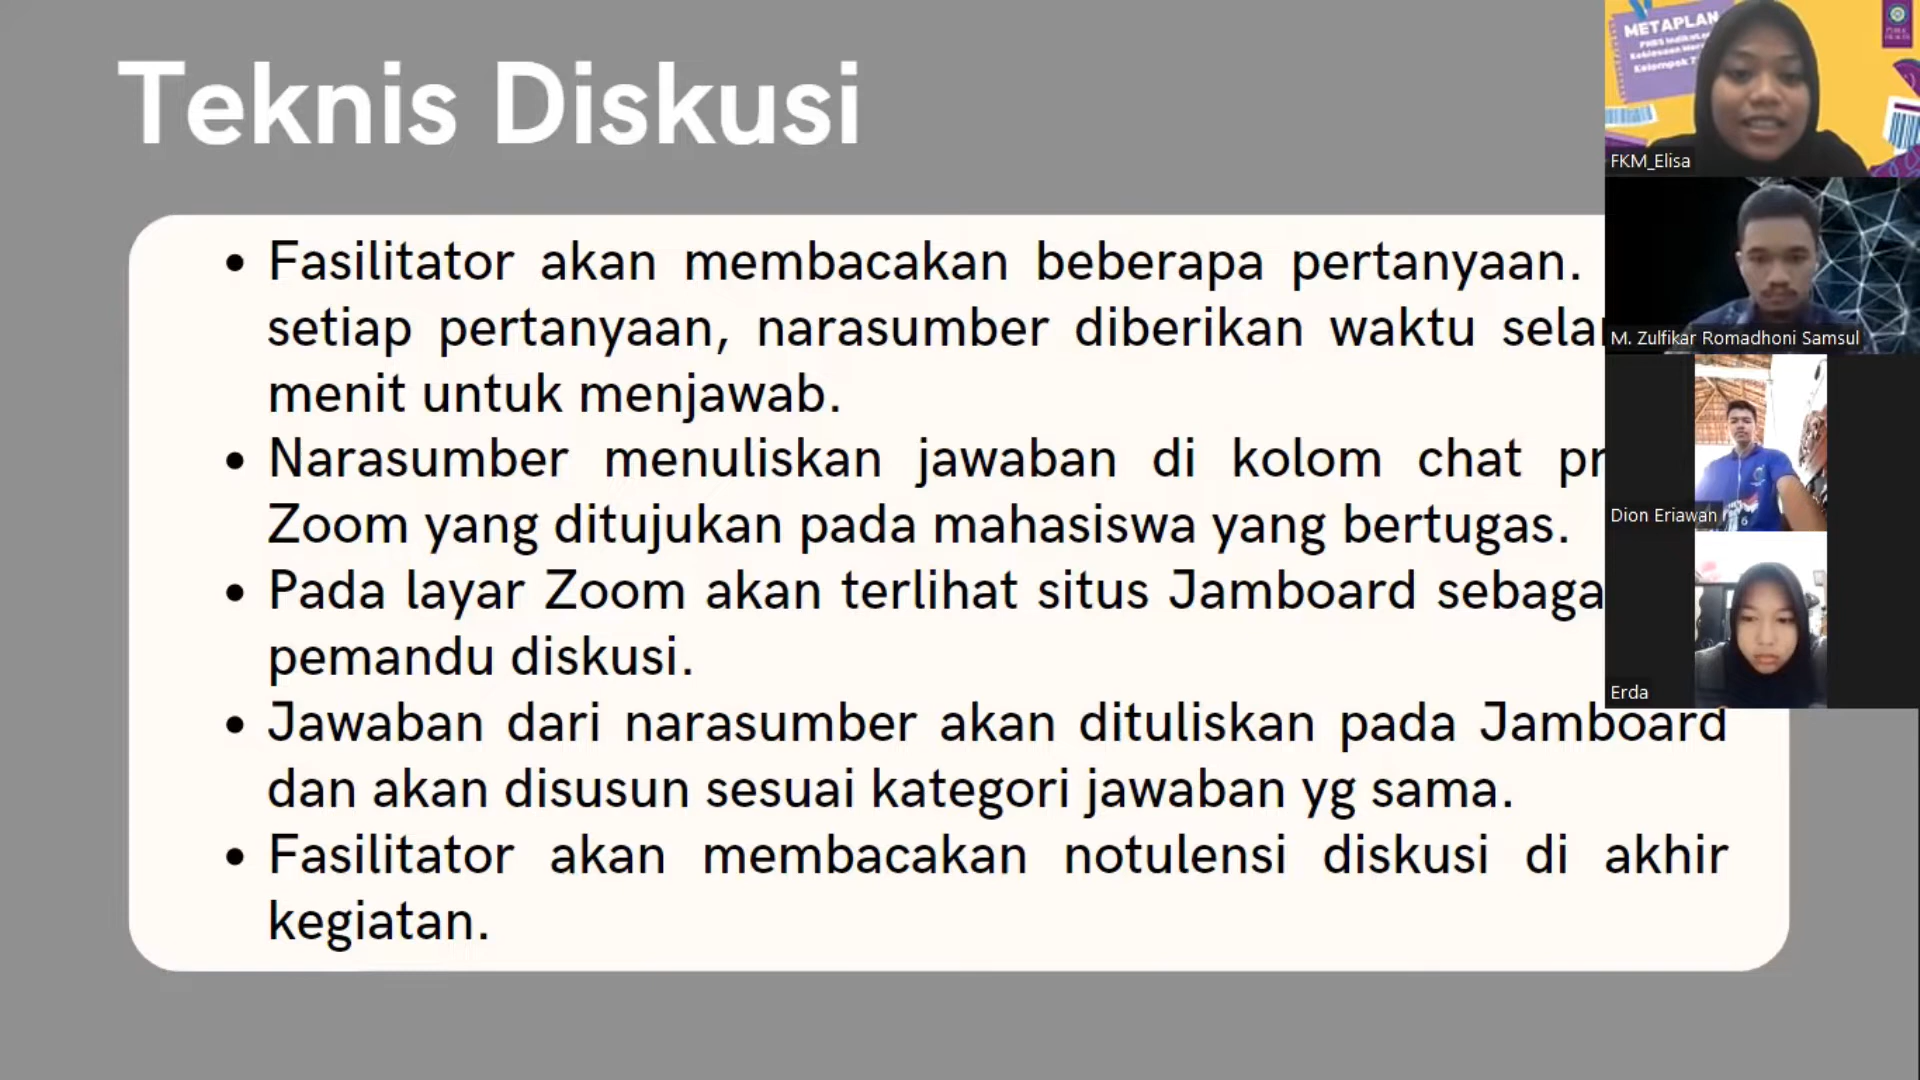 Teknis Diskusi
• Fasilitator akan membacakan beberapa pertanyaan.
setiap pertanyaan, narasumber diberikan waktu
menit untuk menjawab.
• Narasumber menuliskan jawaban di kolom chat
Zoom yang ditujukan pada mahasiswa yang bertugas.
• Pada layar Zoom akan terlihat situs Jamboard
pemandu diskusi.
• Jawaban dari narasumber akan dituliskan pada Jamboard
dan akan disusun sesuai kategori jawaban yg sama.
• Fasilitator akan membacakan notulensi diskusi di akhir
kegiatan.
METAPLAN
Kelompok 7
FKM_Elisa
M. Zulfikar Romadhoni Samsul
Dion Eriawan
Erda